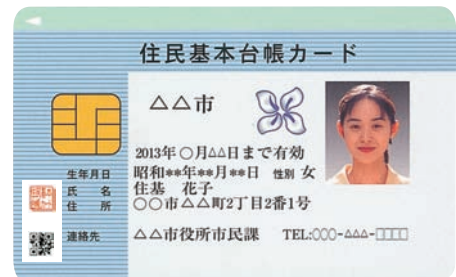 住民基本台帳カード
△△市
2013年○月△△日まで有効
生年月日 昭和**年**月**日 性別 女
氏名 住基 花子
住所 ○○市△△町2丁目2番1号
連絡先 △△市役所市民課 TEL:○○○-△△△-□□□□